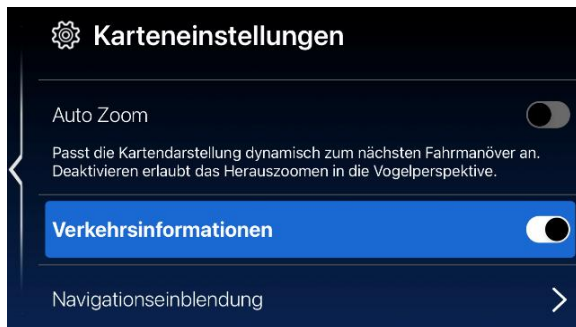 Karteneinstellungen
Auto Zoom
Passt die Kartendarstellung dynamisch zum nächsten Fahrmanöver an.
Deaktivieren erlaubt das Herauszoomen in die Vogelperspektive.
Verkehrsinformationen
Navigationseinblendung